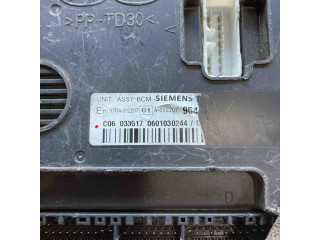 >PP-TD30<
UNIT ASSY-BCM SIEMENS
954
C06 033517 0601030244 /
D